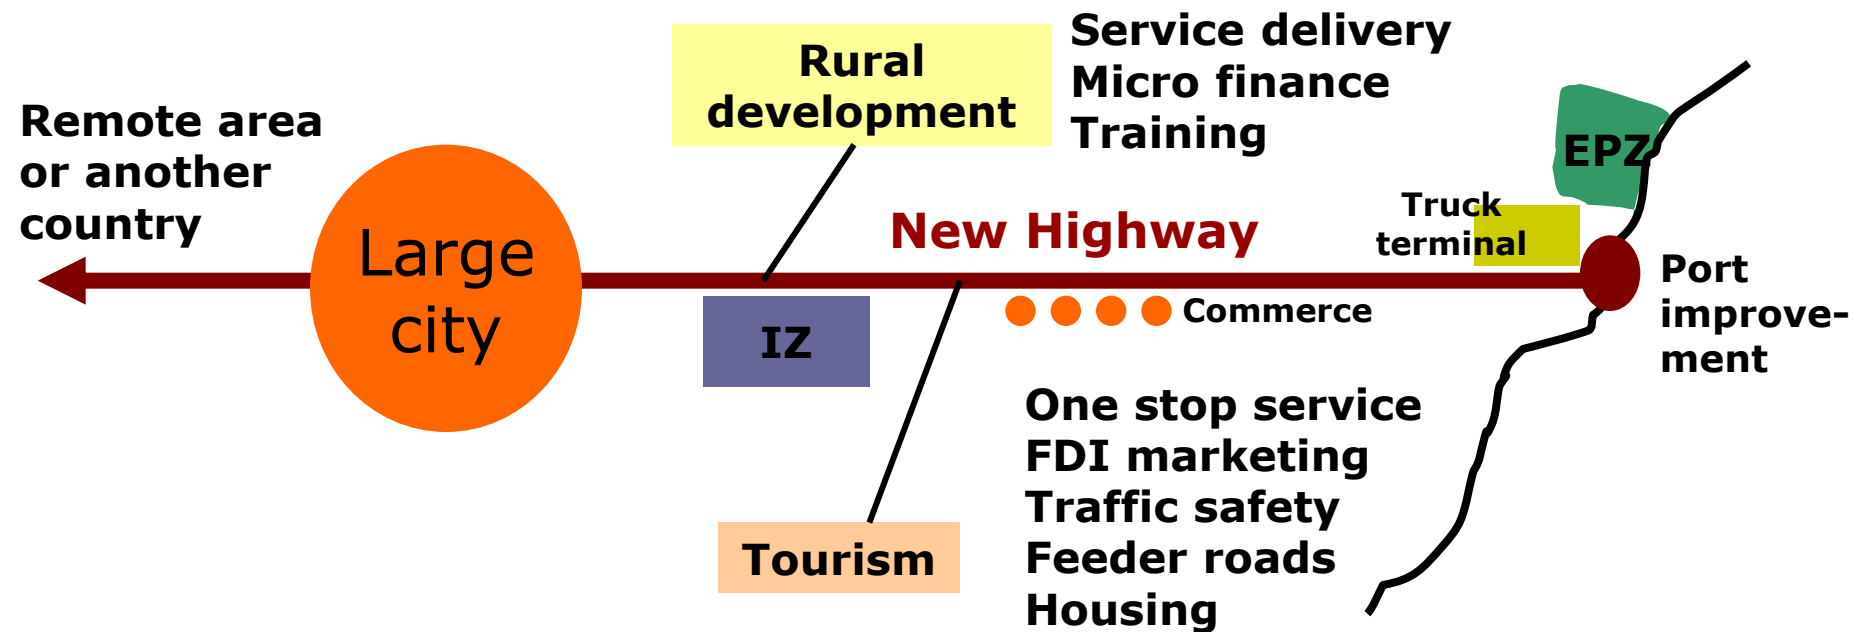 Remote area
or another
country
Large
city
Rural
development
Service delivery
Micro finance
Training
New Highway
IZ
Tourism
Commerce
One stop service
FDI marketing
Traffic safety
Feeder roads
Housing
Truck
terminal
EPZ
Port
improve-
ment